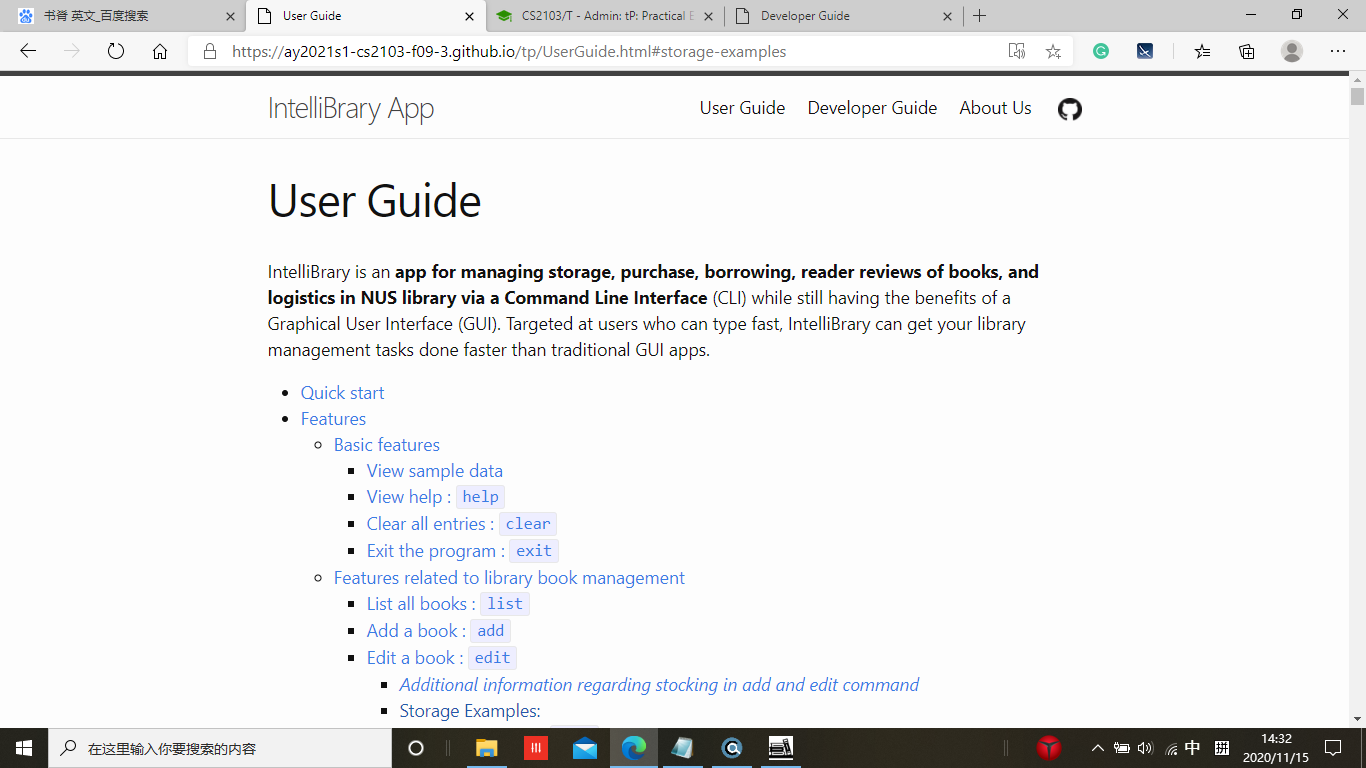 书脊 英文_百度搜索
User Guide
CS2103/T - Admin: tP: Practical E
Developer Guide
https://ay2021s1-cs2103-f09-3.github.io/tp/UserGuide.html#storage-examples
IntelliBrary App
User Guide
Developer Guide
About Us
User Guide
IntelliBrary is an app for managing storage, purchase, borrowing, reader reviews of books, and
logistics in NUS library via a Command Line Interface (CLI) while still having the benefits of a
Graphical User Interface (GUI). Targeted at users who can type fast, IntelliBrary can get your library
management tasks done faster than traditional GUI apps.
Quick start
Features
Basic features
View sample data
View help : help
Clear all entries : clear
Exit the program : exit
Features related to library book management
List all books : list
Add a book : add
Edit a book : edit
Additional information regarding stocking in add and edit command
Storage Examples:
在这里输入你要搜索的内容
中
拼
14:32
2020/11/15